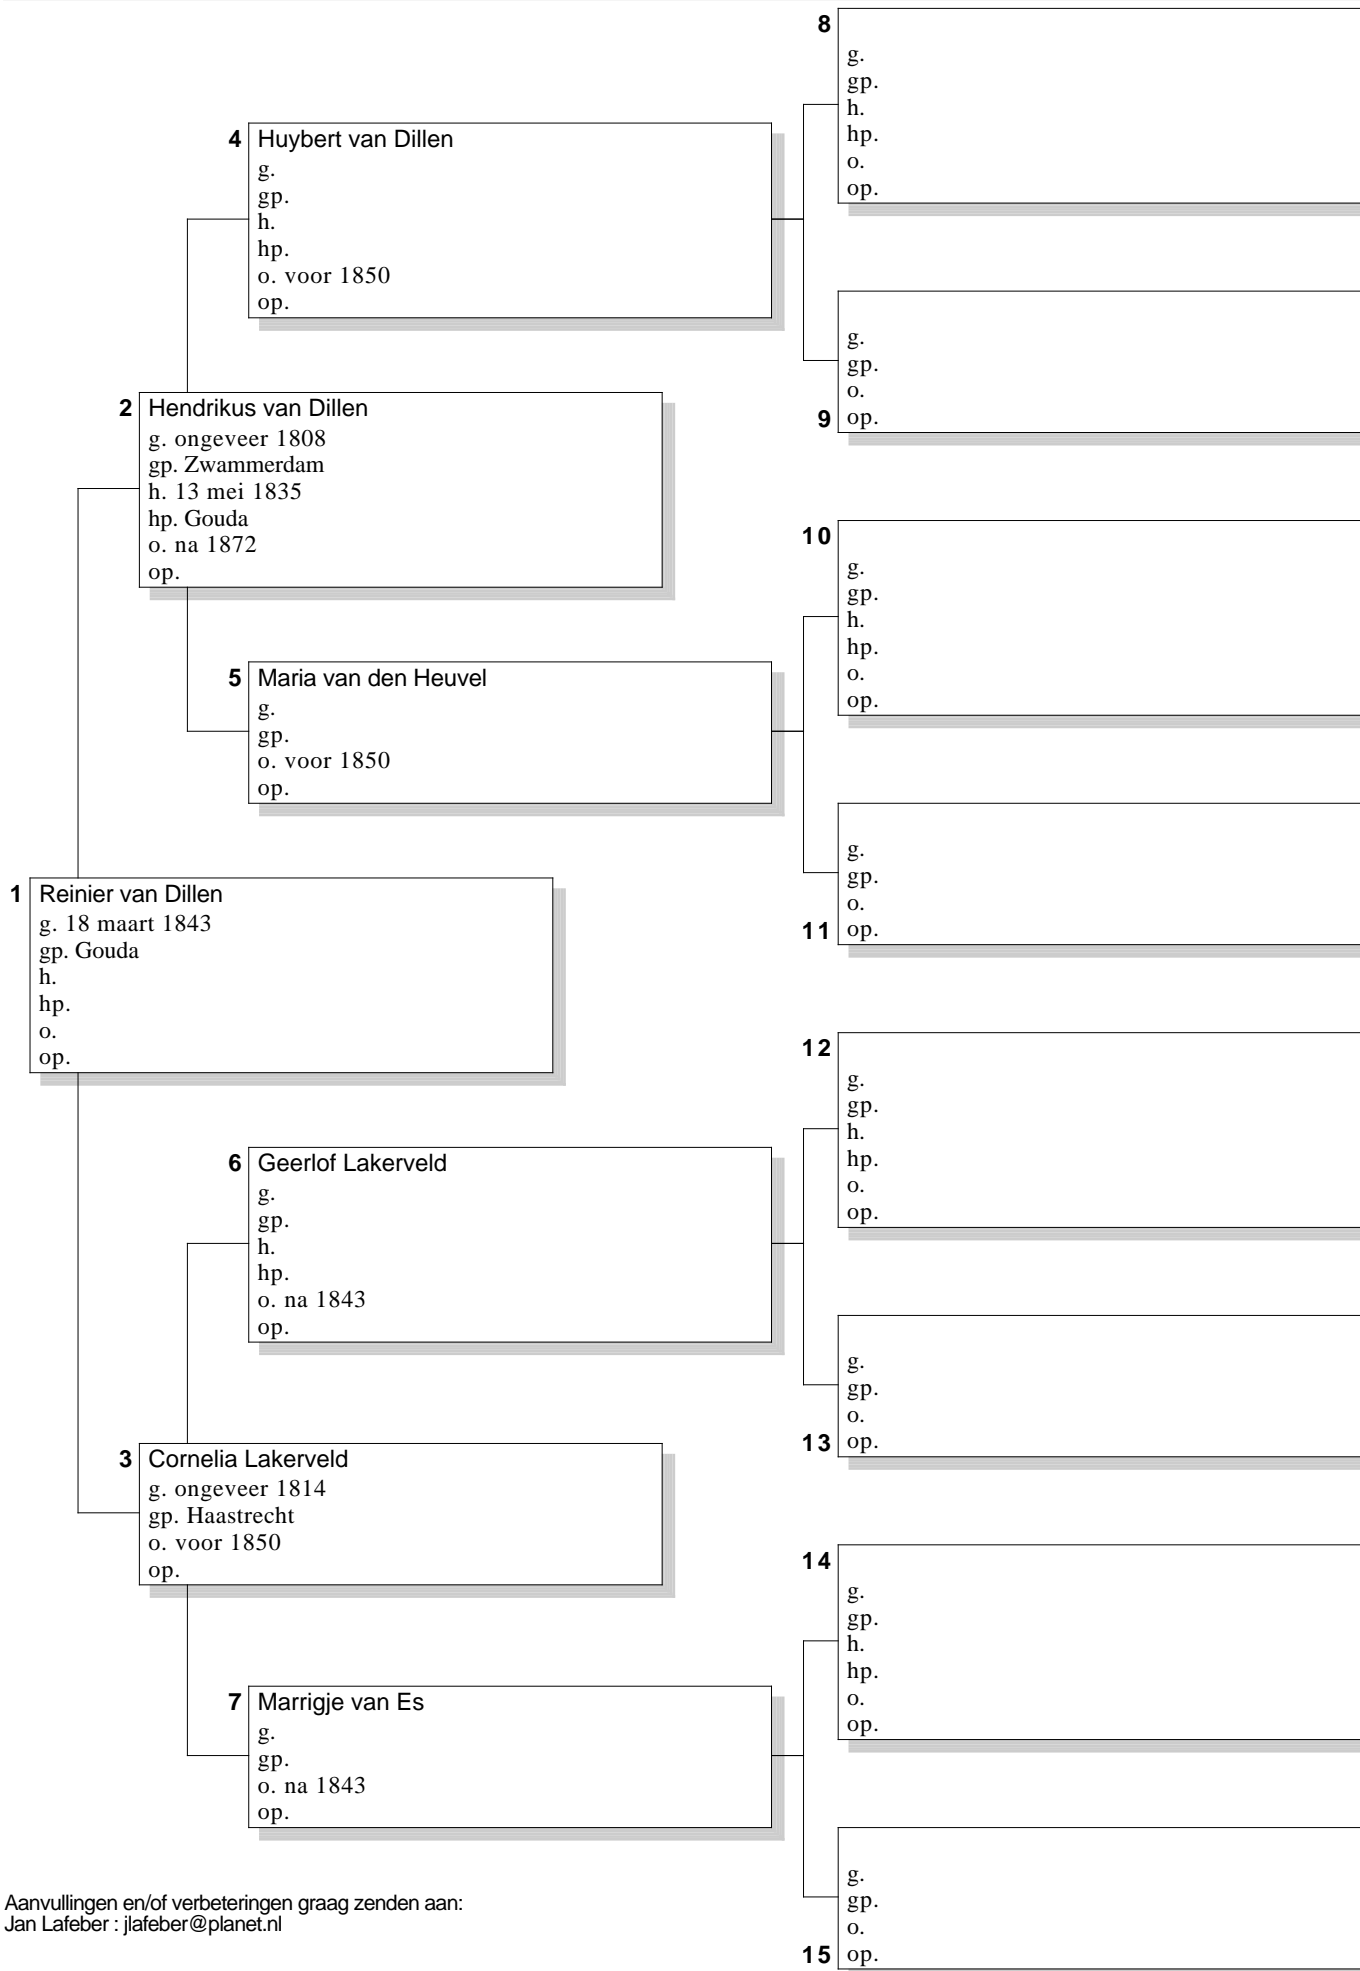 8
g.
gp.
h.
hp.
o.
op.
4 Huybert van Dillen
g.
gp.
h.
hp.
o. voor 1850
op.
g.
gp.
o.
9 op.
2 Hendrikus van Dillen
g. ongeveer 1808
gp. Zwammerdam
h. 13 mei 1835
hp. Gouda
o. na 1872
op.
10
g.
gp.
h.
hp.
o.
op.
5 Maria van den Heuvel
g.
gp.
o. voor 1850
op.
g.
gp.
o.
11 op.
1 Reinier van Dillen
g. 18 maart 1843
gp. Gouda
h.
hp.
o.
op.
12
g.
gp.
h.
hp.
o.
op.
6 Geerlof Lakerveld
g.
gp.
h.
hp.
o. na 1843
op.
g.
gp.
o.
13 op.
3 Cornelia Lakerveld
g. ongeveer 1814
gp. Haastrecht
o. voor 1850
op.
14
g.
gp.
h.
hp.
o.
op.
7 Marrigje van Es
g.
gp.
o. na 1843
op.
g.
gp.
o.
15 op.
Aanvullingen en/of verbeteringen graag zenden aan:
Jan Lafeber : jlafeber@planet.nl